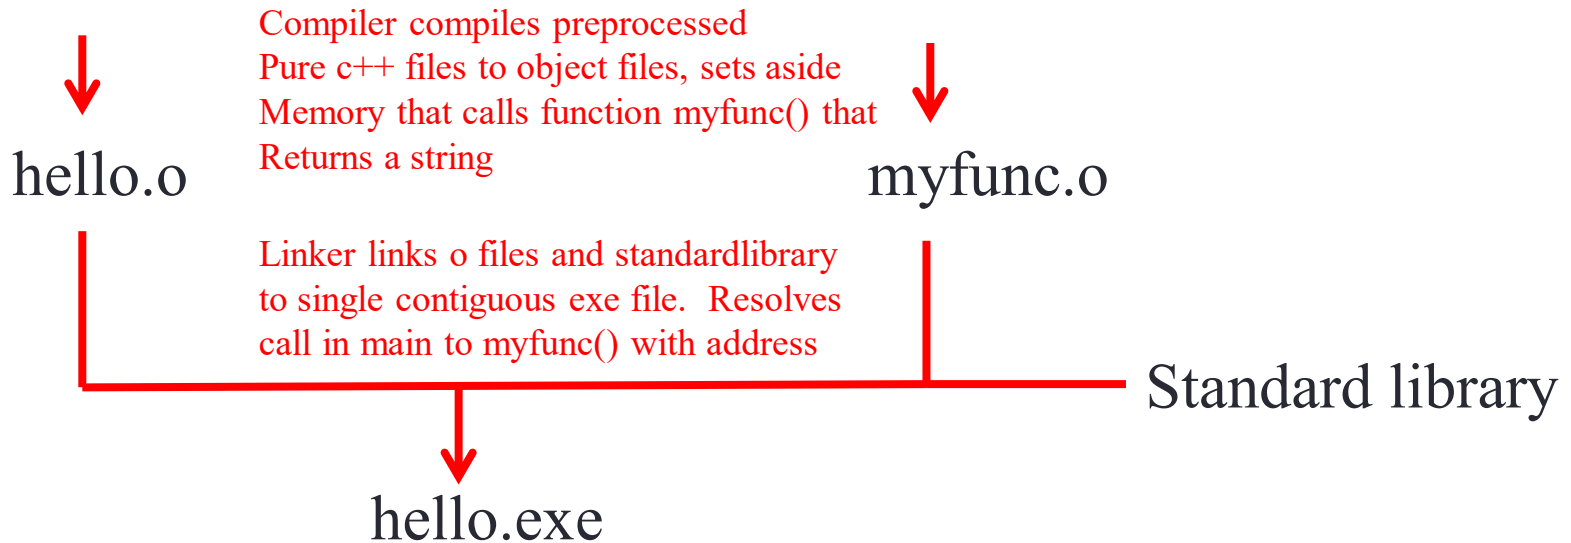 Compiler compiles preprocessed
Pure c++ files to object files, sets aside
Memory that calls function myfunc() that
Returns a string
hello.o
myfunc.o
Linker links o files and standardlibrary
to single contiguous exe file.  Resolves
call in main to myfunc() with address
Standard library
hello.exe